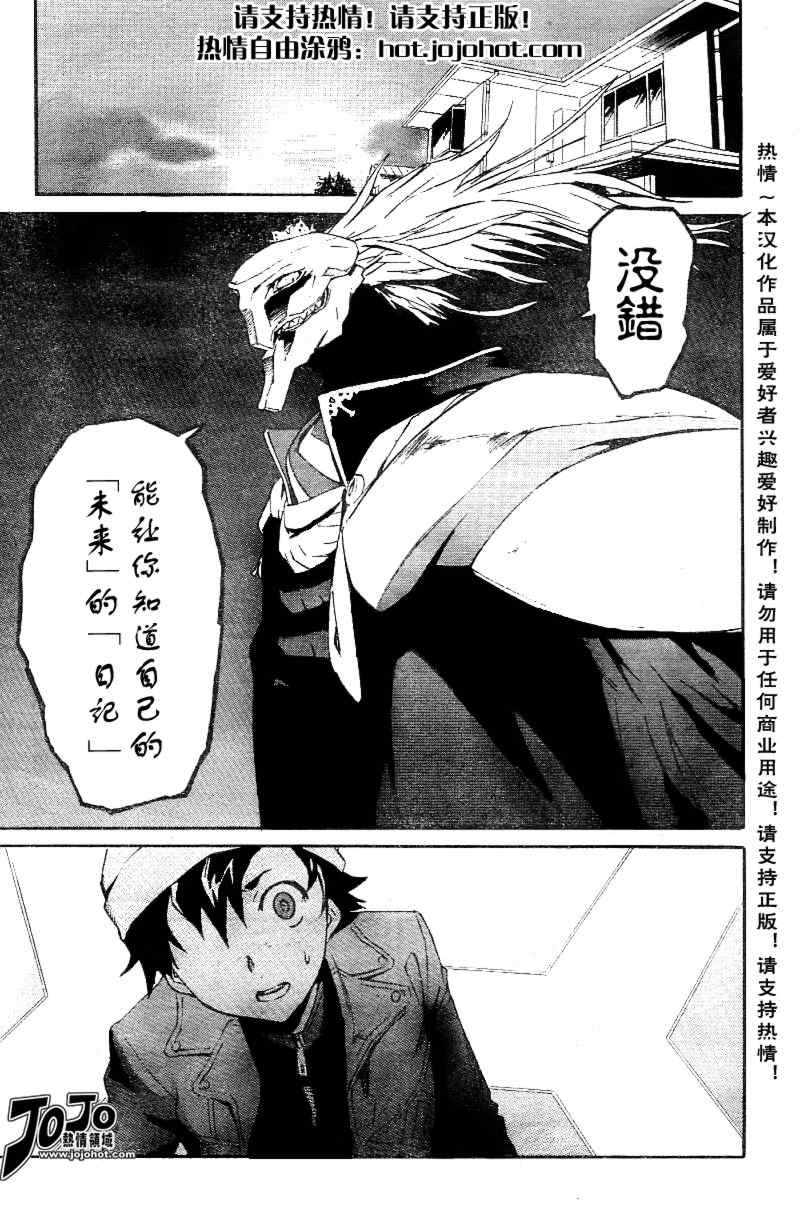 请支持热情！请支持正版！
热情自由涂鸦：hot.jojohot.com
没錯
能让你知道自己的
「未来」的「日记」
热情～本汉化作品属于爱好者兴趣爱好制作！请勿用于任何商业用途！请支持正版！请支持热情！
JOJO
熱情領域
www.jojohot.com